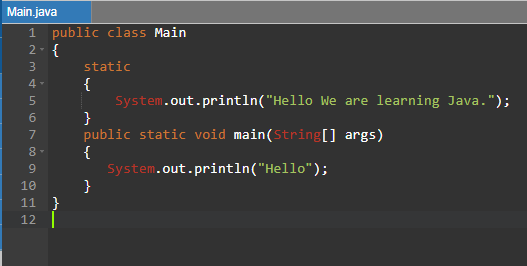 Main.java
1 public class Main
2 {
3     static
4     {
5         System.out.println("Hello We are learning Java.");
6     }
7     public static void main(String[] args)
8     {
9        System.out.println("Hello");
10     }
11 }
12